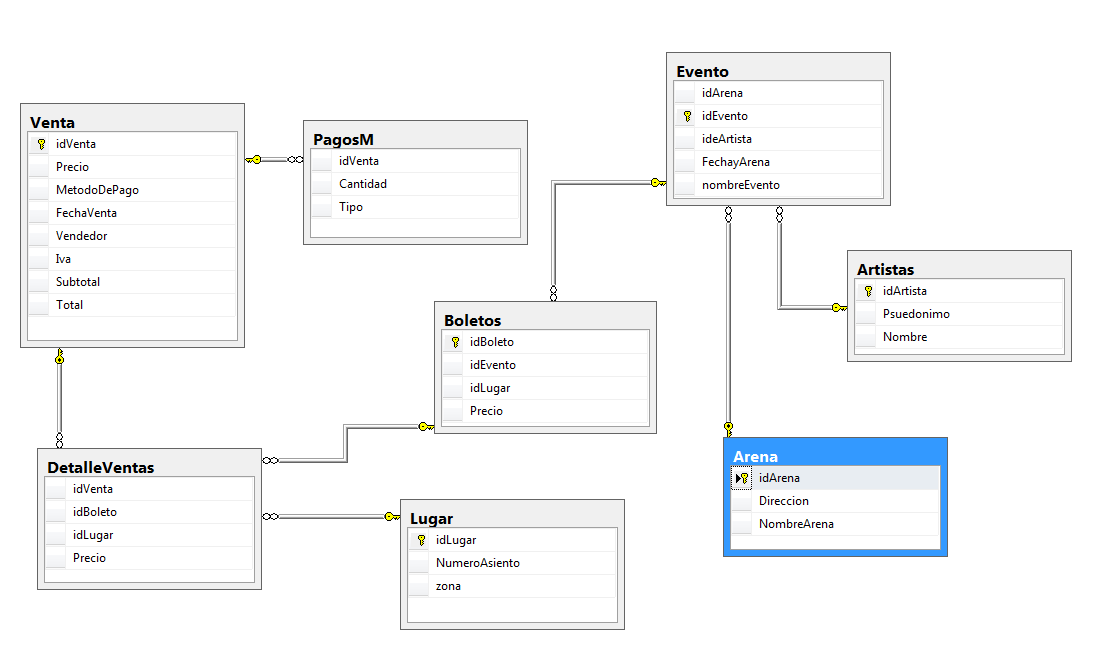 Venta
idVenta
Precio
MetodoDePago
FechaVenta
Vendedor
Iva
Subtotal
Total
PagosM
idVenta
Cantidad
Tipo
Evento
idArena
idEvento
ideArtista
FechayArena
nombreEvento
Artistas
idArtista
Psuedonimo
Nombre
Boletos
idBoleto
idEvento
idLugar
Precio
Arena
idArena
Direccion
NombreArena
DetalleVentas
idVenta
idBoleto
idLugar
Precio
Lugar
idLugar
NumeroAsiento
zona